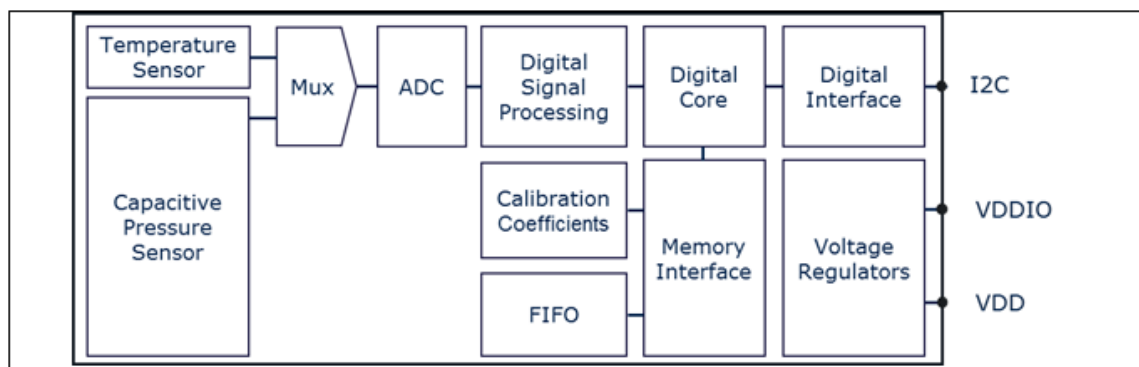 Temperature
Sensor
Mux
ADC
Digital
Signal
Processing
Digital
Core
Digital
Interface
I2C
Capacitive
Pressure
Sensor
Calibration
Coefficients
FIFO
Memory
Interface
Voltage
Regulators
VDDIO
VDD